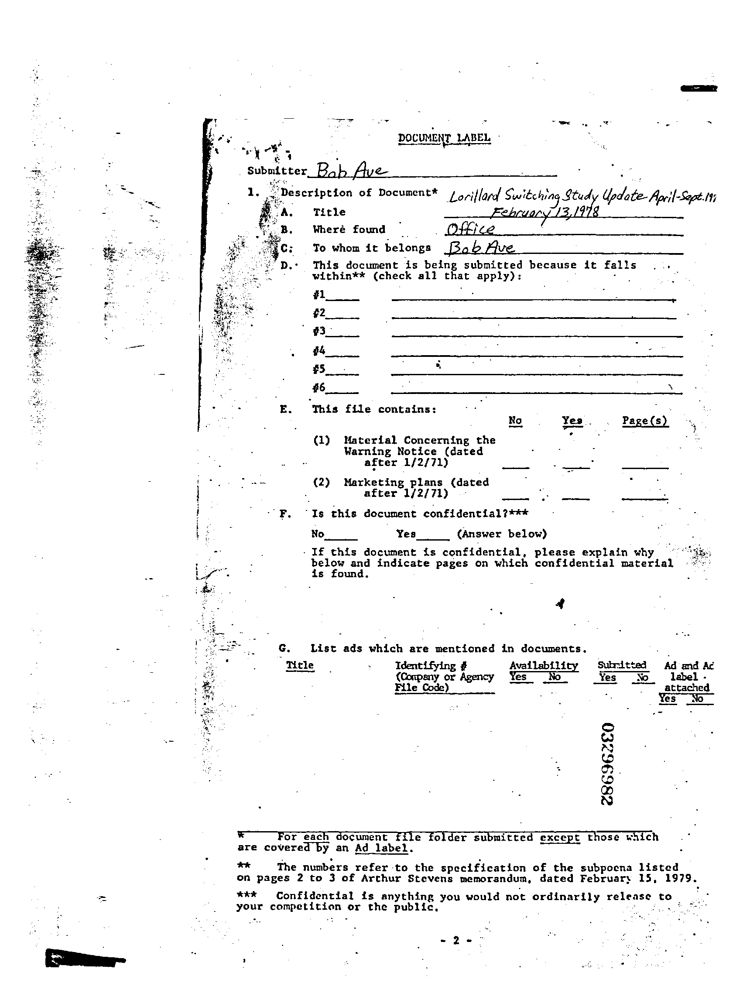 DOCUMENT LABEL
Submitter Bob Ave
1. Description of Document* Lorillard Switching Study Update-April-Sept.19
A. Title February 13, 1978
B. Where found Office
C. To whom it belongs Bob Ave
D. This document is being submitted because it falls
within** (check all that apply):
#1
#2
#3
#4
#5
#6
E. This file contains:
No Yes Page(s)
(1) Material Concerning the
Warning Notice (dated
after 1/2/71)
(2) Marketing plans (dated
after 1/2/71)
F. Is this document confidential?***
No Yes (Answer below)
If this document is confidential, please explain why
below and indicate pages on which confidential material
is found.
G. List ads which are mentioned in documents.
Title Identifying # Availability Submitted Ad and Ad
(Company or Agency Yes No Yes No label
File Code) attached
Yes No
03296982
* For each document file folder submitted except those which
are covered by an Ad label.
** The numbers refer to the specification of the subpoena listed
on pages 2 to 3 of Arthur Stevens memorandum, dated February 15, 1979.
*** Confidential is anything you would not ordinarily release to
your competition or the public.
- 2 -